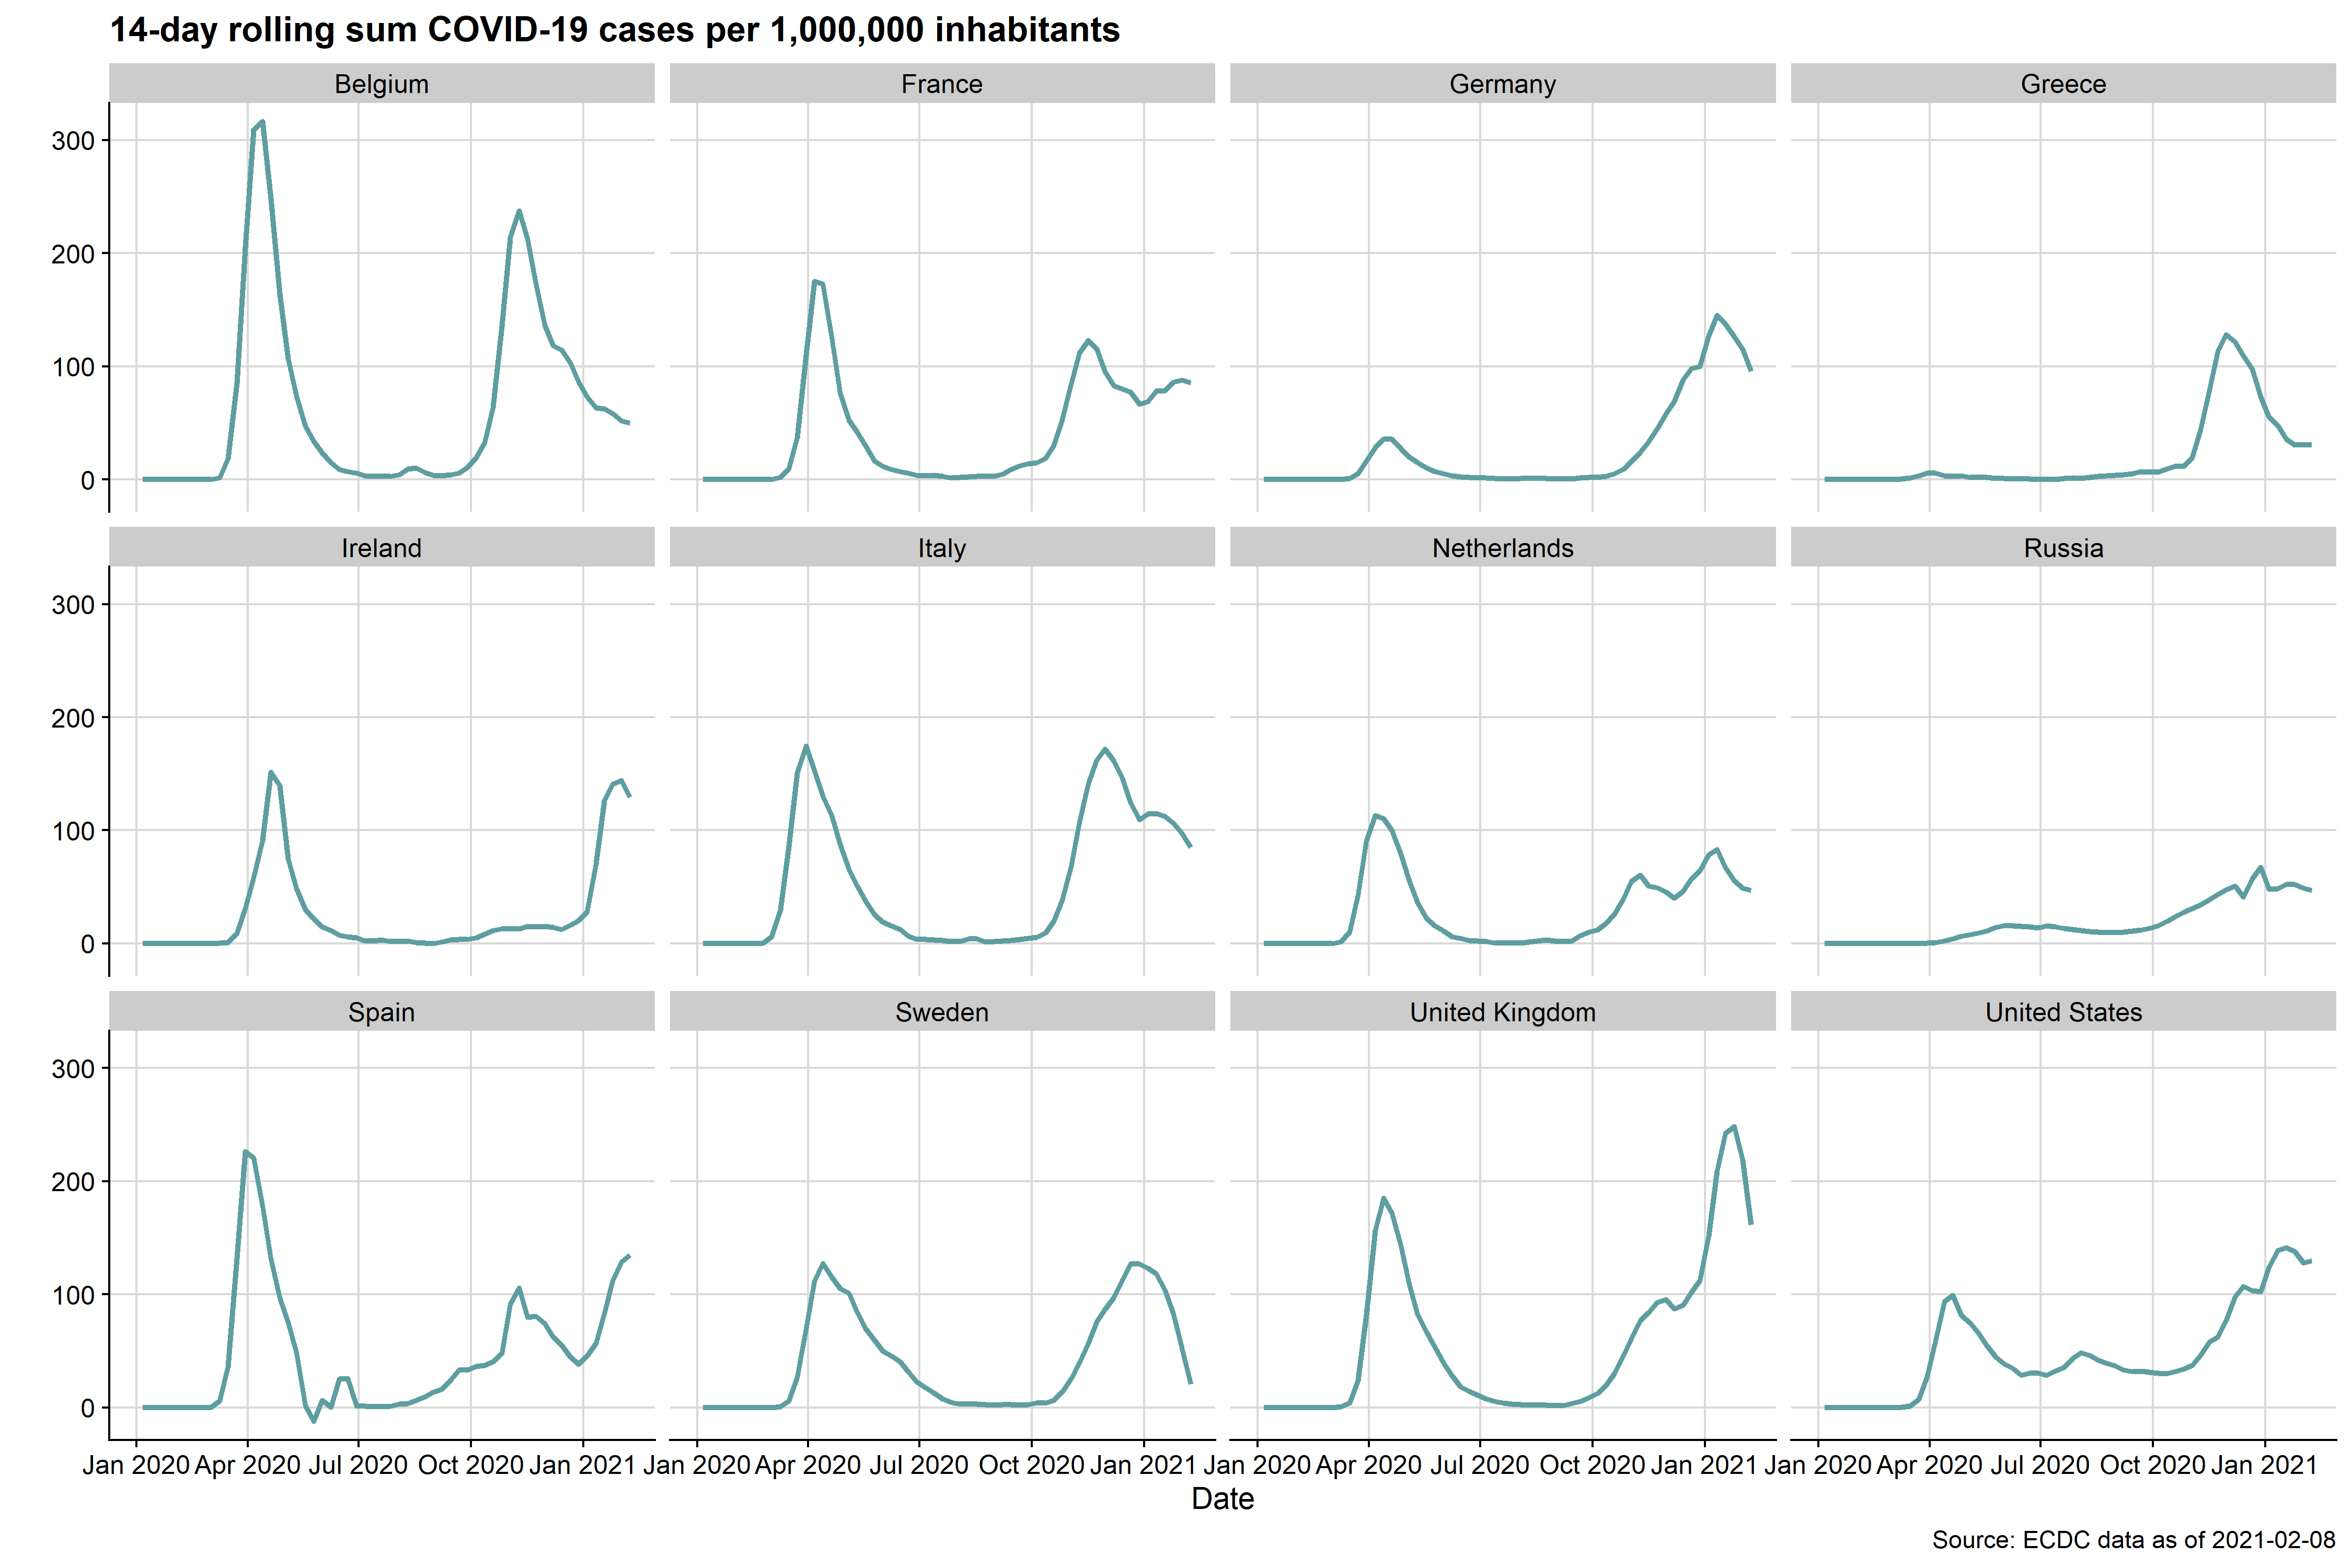 14-day rolling sum COVID-19 cases per 1,000,000 inhabitants
Belgium France Germany Greece
300
200
100
0
Ireland Italy Netherlands Russia
300
200
100
0
Spain Sweden United Kingdom United States
300
200
100
0
Jan 2020 Apr 2020 Jul 2020 Oct 2020 Jan 2021 Jan 2020 Apr 2020 Jul 2020 Oct 2020 Jan 2021 Jan 2020 Apr 2020 Jul 2020 Oct 2020 Jan 2021 Jan 2020 Apr 2020 Jul 2020 Oct 2020 Jan 2021
Date
Source: ECDC data as of 2021-02-08